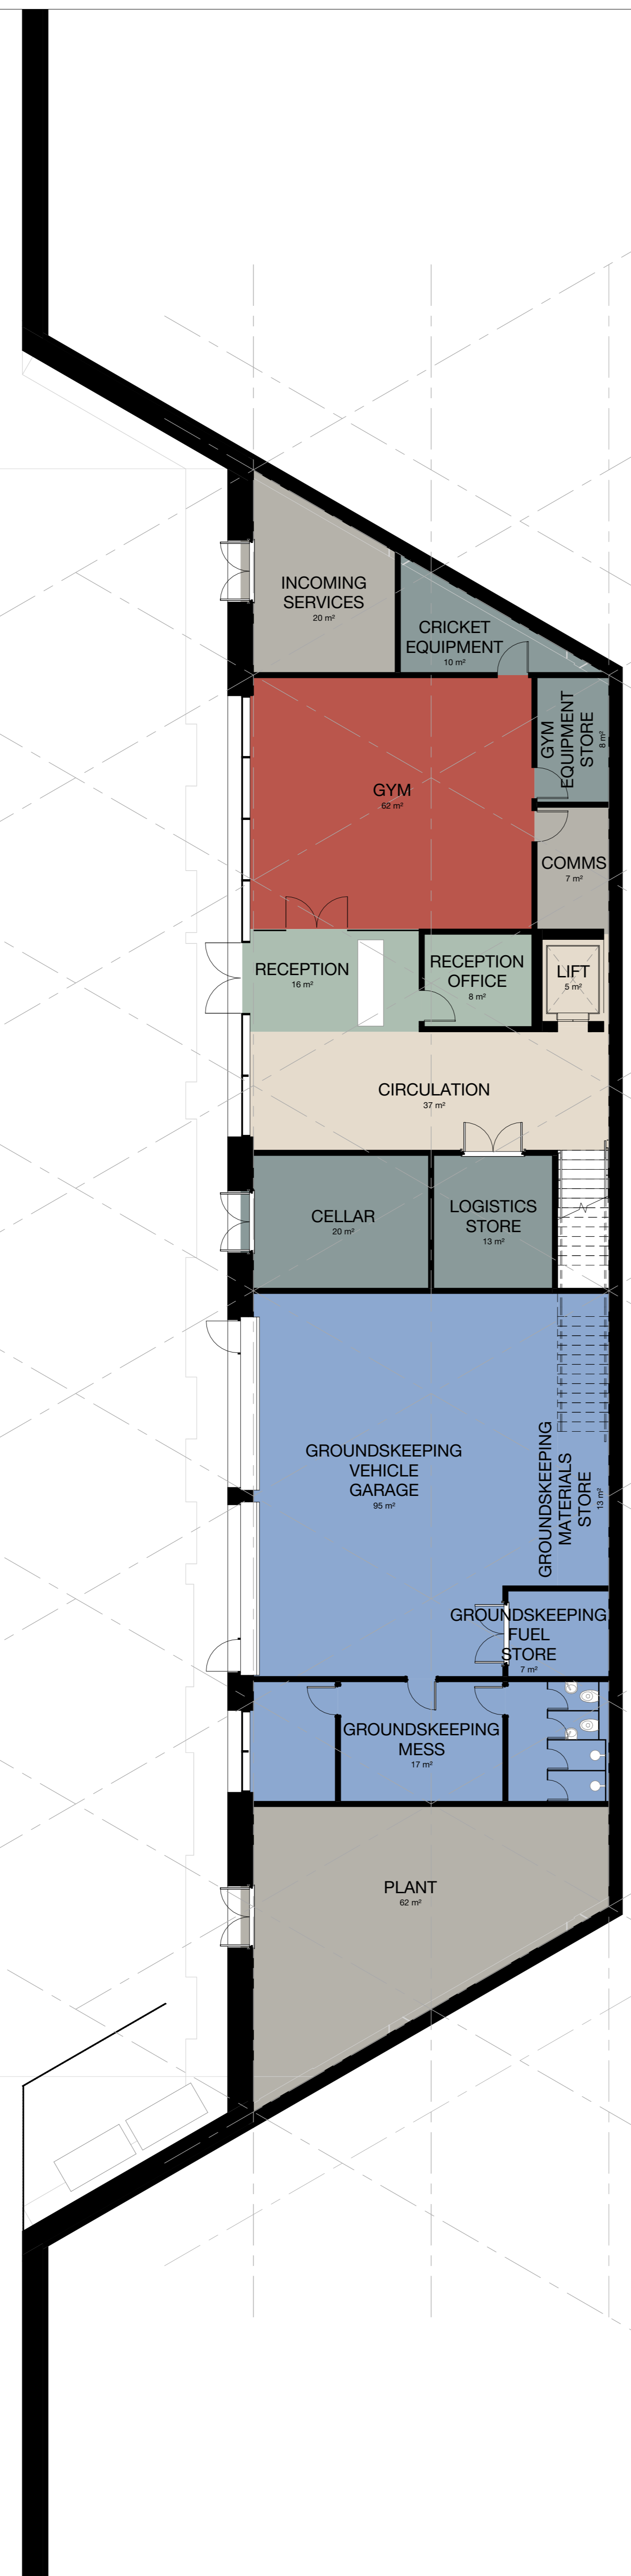 INCOMING
SERVICES
20 m²
CRICKET
EQUIPMENT
10 m²
GYM
EQUIPMENT
STORE
8 m²
GYM
62 m²
COMMS
7 m²
RECEPTION
16 m²
RECEPTION
OFFICE
8 m²
LIFT
5 m²
CIRCULATION
37 m²
CELLAR
20 m²
LOGISTICS
STORE
13 m²
GROUNDSKEEPING
VEHICLE
GARAGE
95 m²
GROUNDSKEEPING
MATERIALS
STORE
13 m²
GROUNDSKEEPING
FUEL
STORE
7 m²
GROUNDSKEEPING
MESS
17 m²
PLANT
62 m²